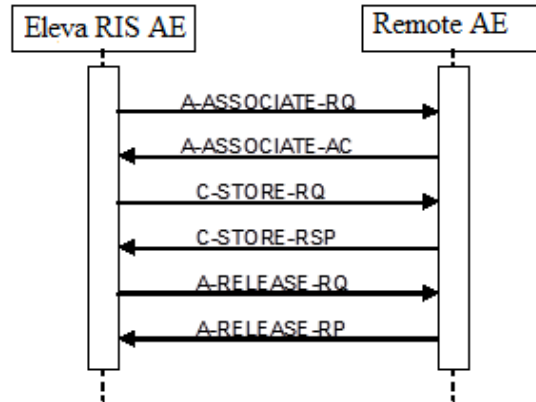 Eleva RIS AE
Remote AE
A-ASSOCIATE-RQ
A-ASSOCIATE-AC
C-STORE-RQ
C-STORE-RSP
A-RELEASE-RQ
A-RELEASE-RP